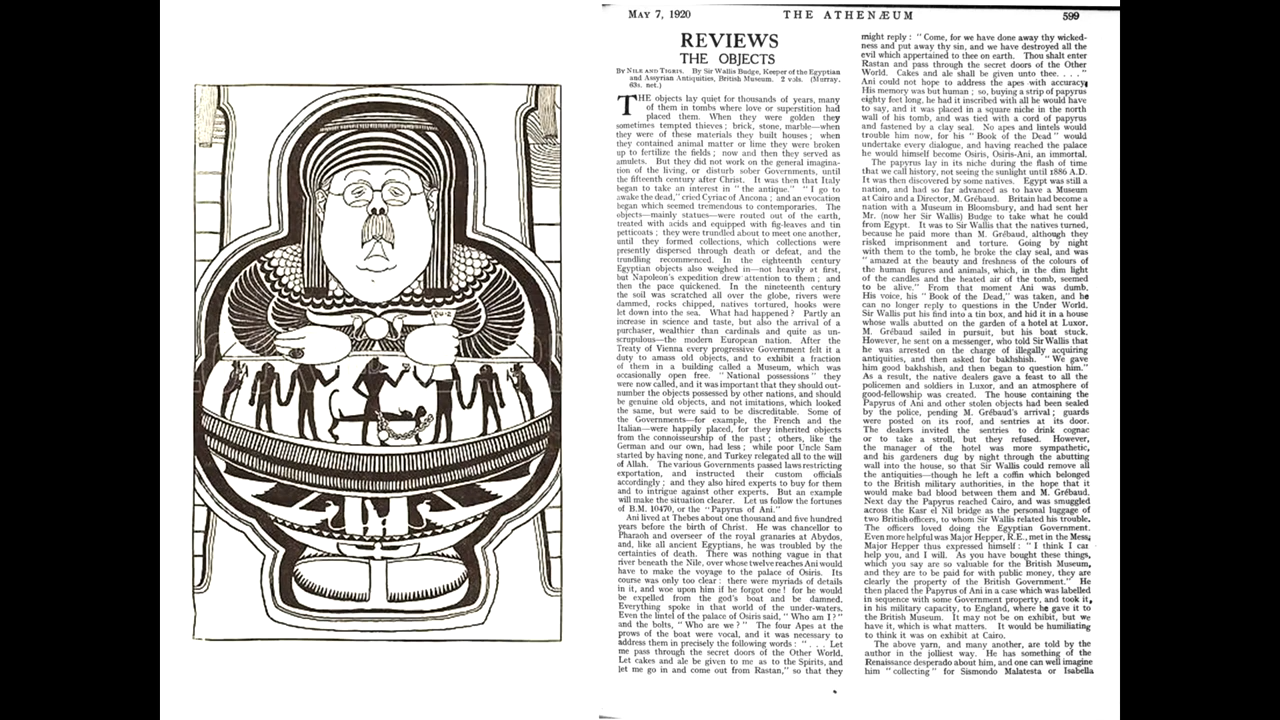 MAY 7, 1920
THE ATHENÆUM
599
REVIEWS
THE OBJECTS
BY NILE AND TIGRIS. By Sir Wallis Budge, Keeper of the Egyptian
and Assyrian Antiquities, British Museum. 2 vols. (Murray,
63s. net.)
THE objects lay quiet for thousands of years, many
of them in tombs where love or superstition had
placed them. When they were golden they
sometimes tempted thieves; brick, stone, marble—when
they were of these materials they built houses; when
they contained animal matter or lime they were broken
up to fertilize the fields; now and then they served as
amulets. But they did not work on the general imagina-
tion of the living, or disturb sober Governments, until
the fifteenth century after Christ. It was then that Italy
began to take an interest in "the antique." "I go to
awake the dead," cried Cyriac of Ancona; and an evocation
began which seemed tremendous to contemporaries. The
objects—mainly statues—were routed out of the earth,
treated with acids and equipped with fig-leaves and tin
petticoats; they were trundled about to meet one another,
until they formed collections, which collections were
presently dispersed through death or defeat, and the
trundling recommenced. In the eighteenth century
Egyptian objects also weighed in—not heavily at first,
but Napoleon's expedition drew attention to them; and
then the pace quickened. In the nineteenth century
the soil was scratched all over the globe, rivers were
dammed, rocks chipped, natives tortured, hooks were
let down into the sea. What had happened? Partly an
increase in science and taste, but also the arrival of a
purchaser, wealthier than cardinals and quite as un-
scrupulous—the modern European nation. After the
Treaty of Vienna every progressive Government felt it a
duty to amass old objects, and to exhibit a fraction
of them in a building called a Museum, which was
occasionally open free. "National possessions" they
were now called, and it was important that they should out-
number the objects possessed by other nations, and should
be genuine old objects, and not imitations, which looked
the same, but were said to be discreditable. Some of
the Governments—for example, the French and the
Italian—were happily placed, for they inherited objects
from the connoisseurship of the past; others, like the
German and our own, had less; while poor Uncle Sam
started by having none, and Turkey relegated all to the will
of Allah. The various Governments passed laws restricting
exportation, and instructed their custom officials
accordingly; and they also hired experts to buy for them
and to intrigue against other experts. But an example
will make the situation clearer. Let us follow the fortunes
of B.M. 10470, or the "Papyrus of Ani."
Ani lived at Thebes about one thousand and five hundred
years before the birth of Christ. He was chancellor to
Pharaoh and overseer of the royal granaries at Abydos,
and, like all ancient Egyptians, he was troubled by the
certainties of death. There was nothing vague in that
river beneath the Nile, over whose twelve reaches Ani would
have to make the voyage to the palace of Osiris. Its
course was only too clear: there were myriads of details
in it, and woe upon him if he forgot one! for he would
be expelled from the god's boat and be damned.
Everything spoke in that world of the under-waters.
Even the lintel of the palace of Osiris said, "Who am I?"
and the bolts, "Who are we?" The four Apes at the
prows of the boat were vocal, and it was necessary to
address them in precisely the following words: ". . . Let
me pass through the secret doors of the Other World.
Let cakes and ale be given to me as to the Spirits, and
let me go in and come out from Rastan," so that they
might reply: "Come, for we have done away thy wicked-
ness and put away thy sin, and we have destroyed all the
evil which appertained to thee on earth. Thou shalt enter
Rastan and pass through the secret doors of the Other
World. Cakes and ale shall be given unto thee. . . ."
Ani could not hope to address the apes with accuracy.
His memory was but human; so, buying a strip of papyrus
eighty feet long, he had it inscribed with all he would have
to say, and it was placed in a square niche in the north
wall of his tomb, and was tied with a cord of papyrus
and fastened by a clay seal. No apes and lintels would
trouble him now, for his "Book of the Dead" would
undertake every dialogue, and having reached the palace
he would himself become Osiris, Osiris-Ani, an immortal.
The papyrus lay in its niche during the flash of time
that we call history, not seeing the sunlight until 1886 A.D.
It was then discovered by some natives. Egypt was still a
nation, and had so far advanced as to have a Museum
at Cairo and a Director, M. Grébaud. Britain had become a
nation with a Museum in Bloomsbury, and had sent her
Mr. (now her Sir Wallis) Budge to take what he could
from Egypt. It was to Sir Wallis that the natives turned,
because he paid more than M. Grébaud, although they
risked imprisonment and torture. Going by night
with them to the tomb, he broke the clay seal, and was
"amazed at the beauty and freshness of the colours of
the human figures and animals, which, in the dim light
of the candles and the heated air of the tomb, seemed
to be alive." From that moment Ani was dumb.
His voice, his "Book of the Dead," was taken, and he
can no longer reply to questions in the Under World.
Sir Wallis put his find into a tin box, and hid it in a house
whose walls abutted on the garden of a hotel at Luxor.
M. Grébaud sailed in pursuit, but his boat stuck.
However, he sent on a messenger, who told Sir Wallis that
he was arrested on the charge of illegally acquiring
antiquities, and then asked for bakhshish. "We gave
him good bakhshish, and then began to question him."
As a result, the native dealers gave a feast to all the
policemen and soldiers in Luxor, and an atmosphere of
good-fellowship was created. The house containing the
Papyrus of Ani and other stolen objects had been sealed
by the police, pending M. Grébaud's arrival; guards
were posted on its roof, and sentries at its door.
The dealers invited the sentries to drink cognac
or to take a stroll, but they refused. However,
the manager of the hotel was more sympathetic,
and his gardeners dug by night through the abutting
wall into the house, so that Sir Wallis could remove all
the antiquities—though he left a coffin which belonged
to the British military authorities, in the hope that it
would make bad blood between them and M. Grébaud.
Next day the Papyrus reached Cairo, and was smuggled
across the Kasr el Nil bridge as the personal luggage of
two British officers, to whom Sir Wallis related his trouble.
The officers loved doing the Egyptian Government.
Even more helpful was Major Hepper, R.E., met in the Mess.
Major Hepper thus expressed himself: "I think I can
help you, and I will. As you have bought these things,
which you say are so valuable for the British Museum,
and they are to be paid for with public money, they are
clearly the property of the British Government." He
then placed the Papyrus of Ani in a case which was labelled
in sequence with some Government property, and took it,
in his military capacity, to England, where he gave it to
the British Museum. It may not be on exhibit, but we
have it, which is what matters. It would be humiliating
to think it was on exhibit at Cairo.
The above yarn, and many another, are told by the
author in the jolliest way. He has something of the
Renaissance desperado about him, and one can well imagine
him "collecting" for Sismondo Malatesta or Isabella